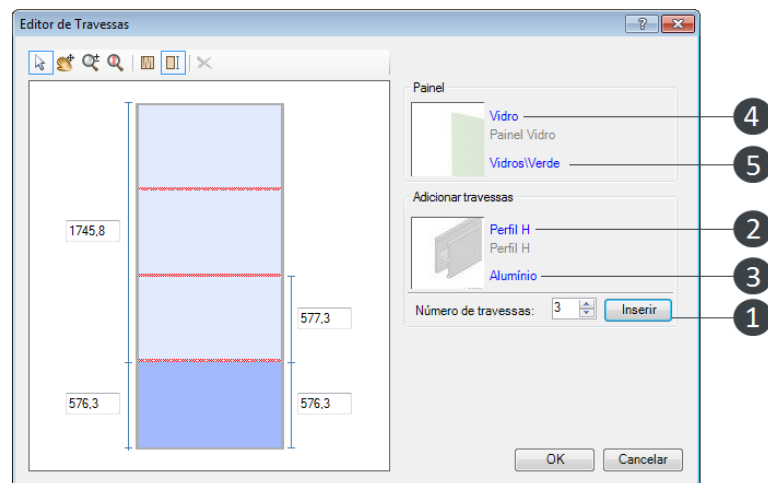 Editor de Travessas
Painel
Vidro
4
Painel Vidro
Vidros\Verde
5
Adicionar travessas
Perfil H
2
Perfil H
Alumínio
3
Número de travessas: 3 Inserir
1
1745,8
577,3
576,3
576,3
OK Cancelar